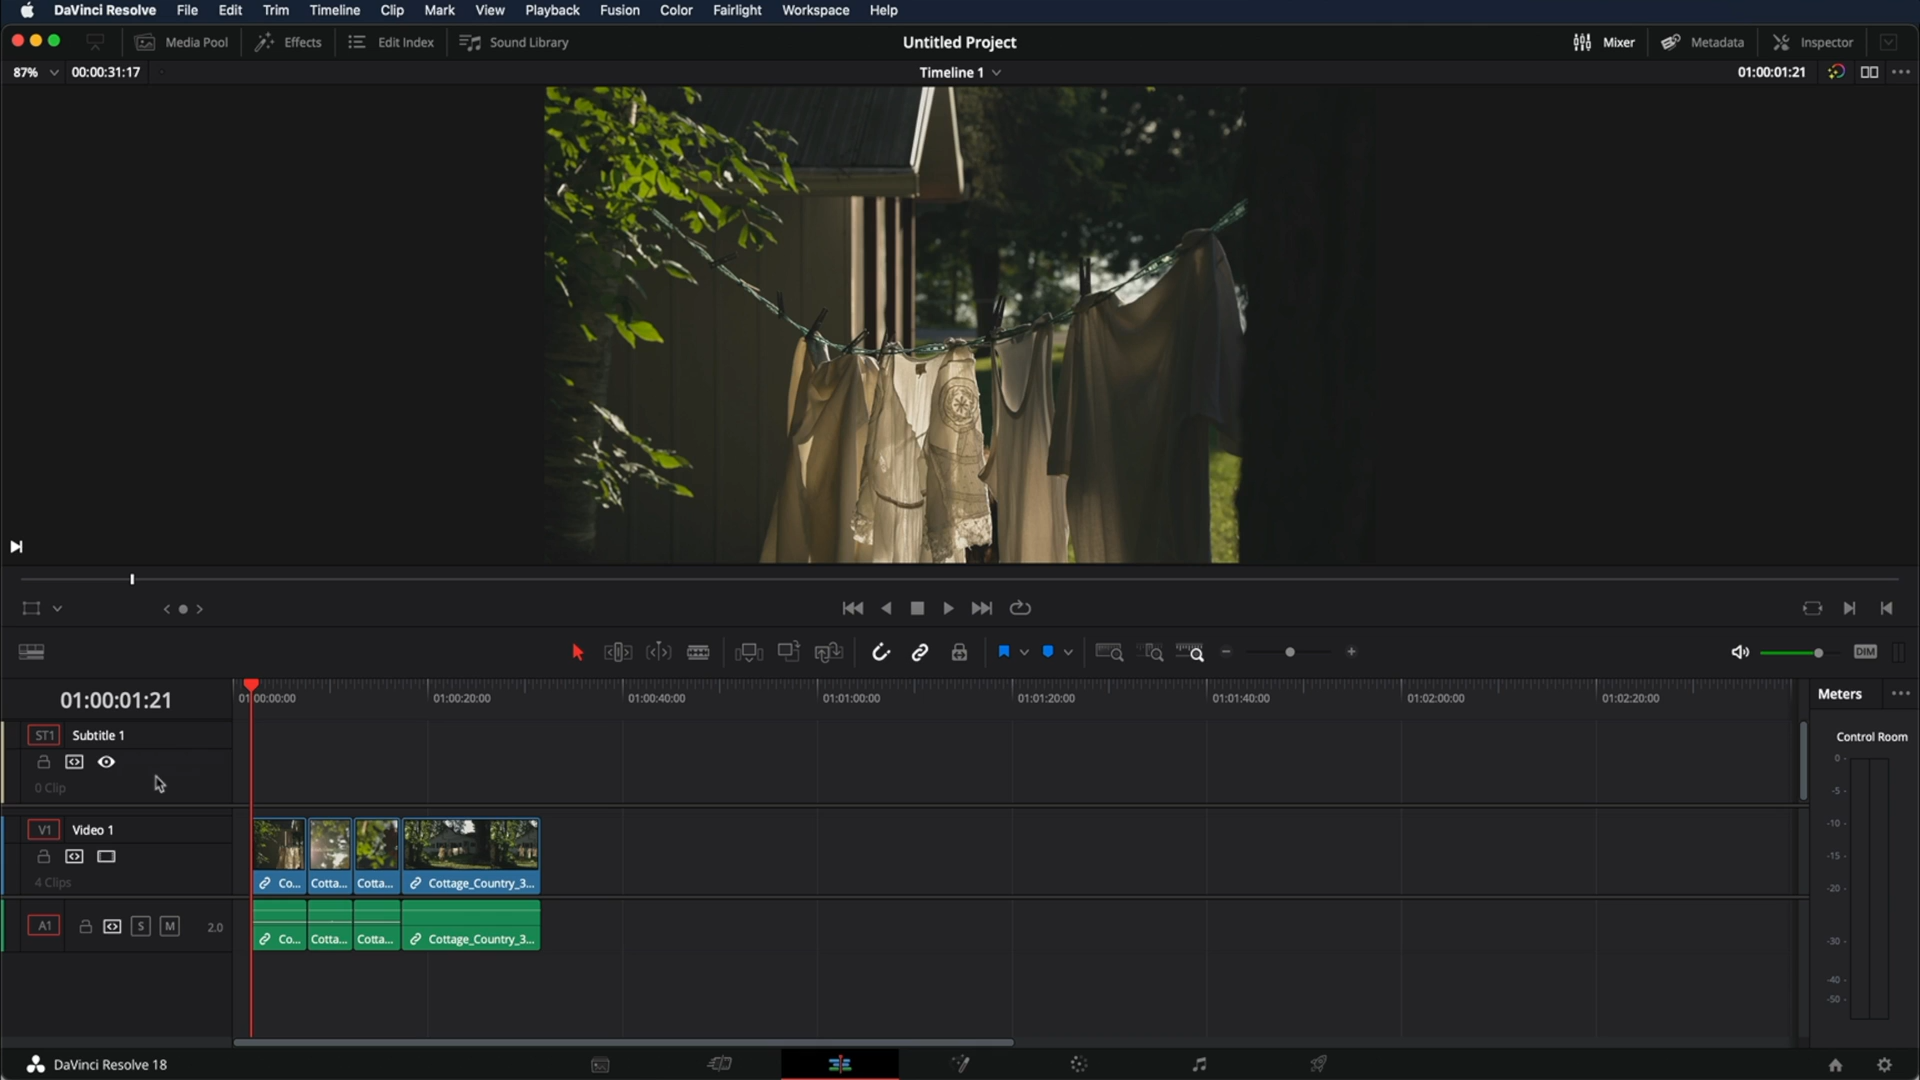 DaVinci Resolve File Edit Trim Timeline Clip Mark View Playback Fusion Color Fairlight Workspace Help
Media Pool Effects Edit Index Sound Library Untitled Project Mixer Metadata Inspector
87% 00:00:31:17 Timeline 1 01:00:01:21
DIM
01:00:01:21 01:00:00:00 01:00:20:00 01:00:40:00 01:01:00:00 01:01:20:00 01:01:40:00 01:02:00:00 01:02:20:00 Meters
ST1 Subtitle 1
Control Room
0 Clip
0
-5
-10
-15
-20
-30
-40
-50
V1 Video 1
4 Clips
Co... Cotta... Cotta... Cottage_Country_3...
A1 S M 2.0
Co... Cotta... Cotta... Cottage_Country_3...
DaVinci Resolve 18